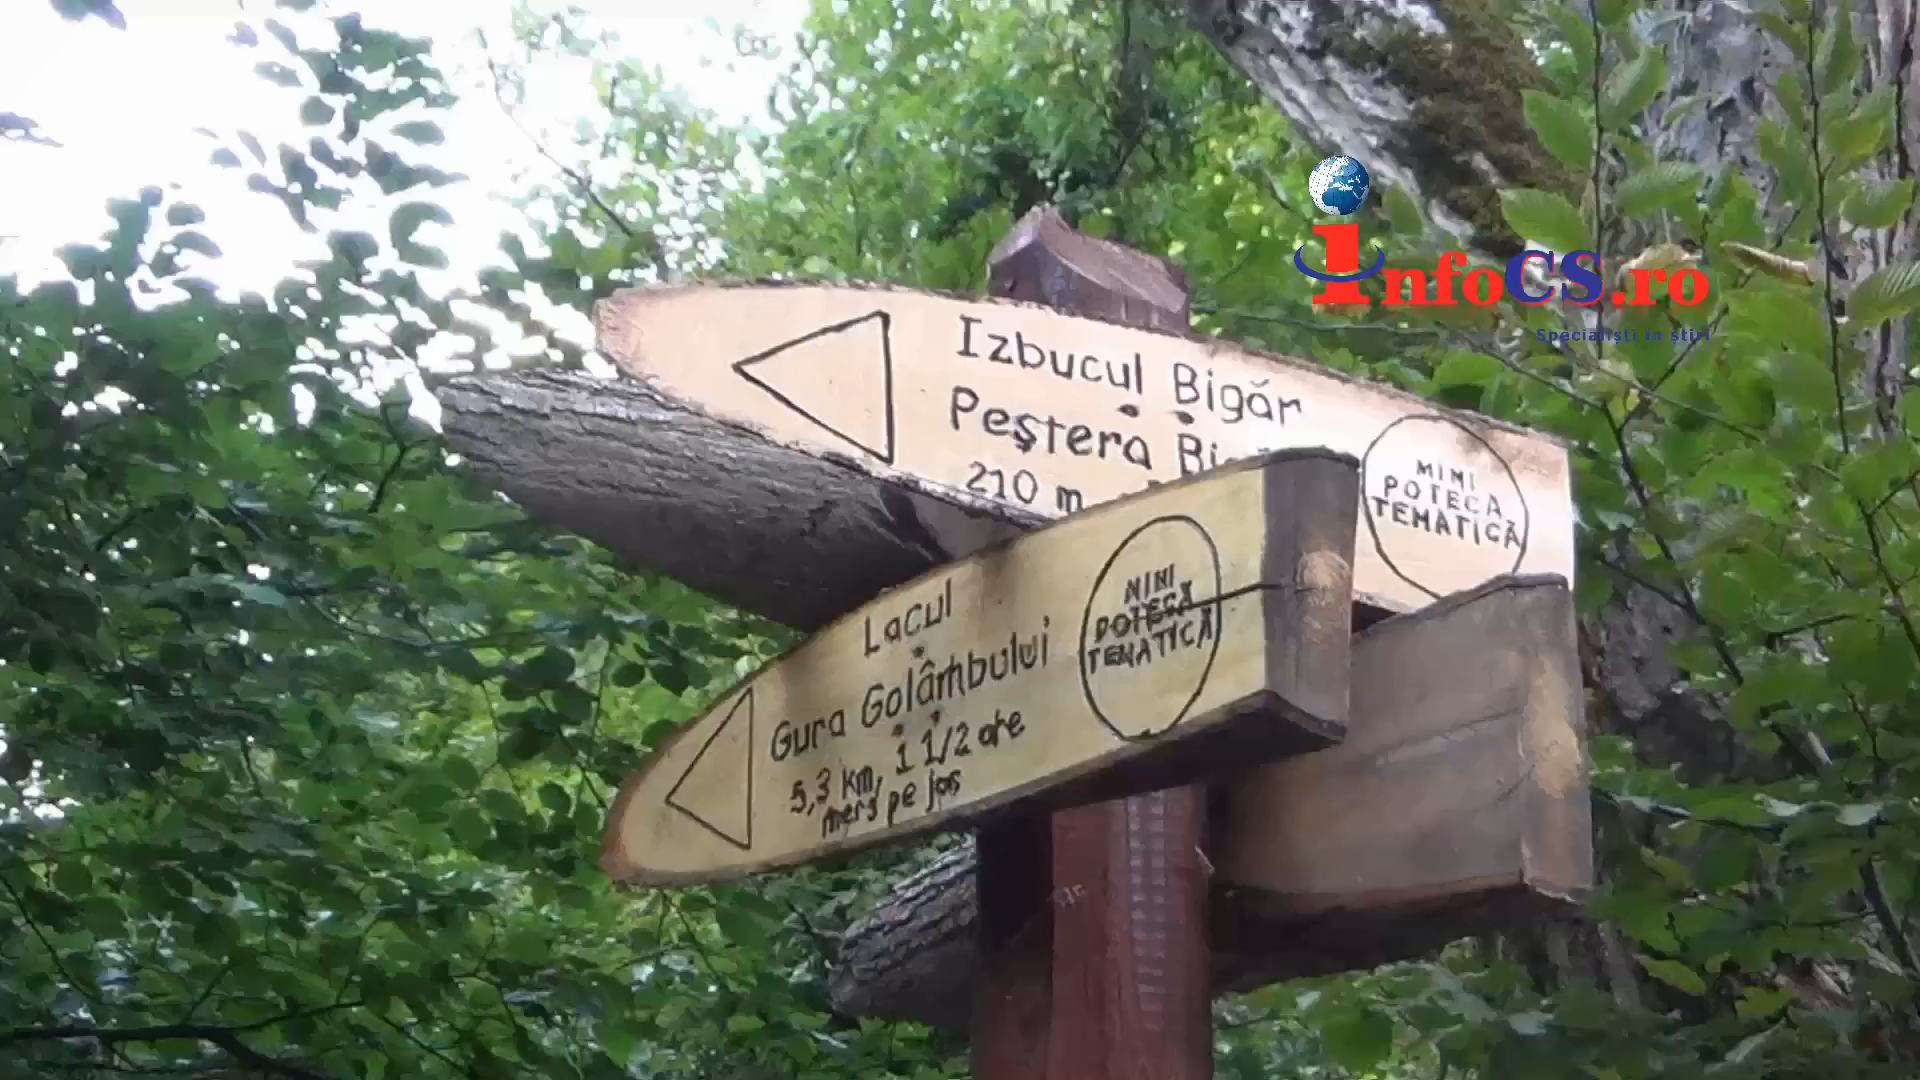 infoCS.ro
Specialiști în știri
Izbucul Bigăr
Peștera
210 m
MINI
POTECA
TEMATICĂ
Lacul
Gura Golâmbului
5,3 km, 1 1/2 ore
mers pe jos
MINI
POTECĂ
TEMATICĂ